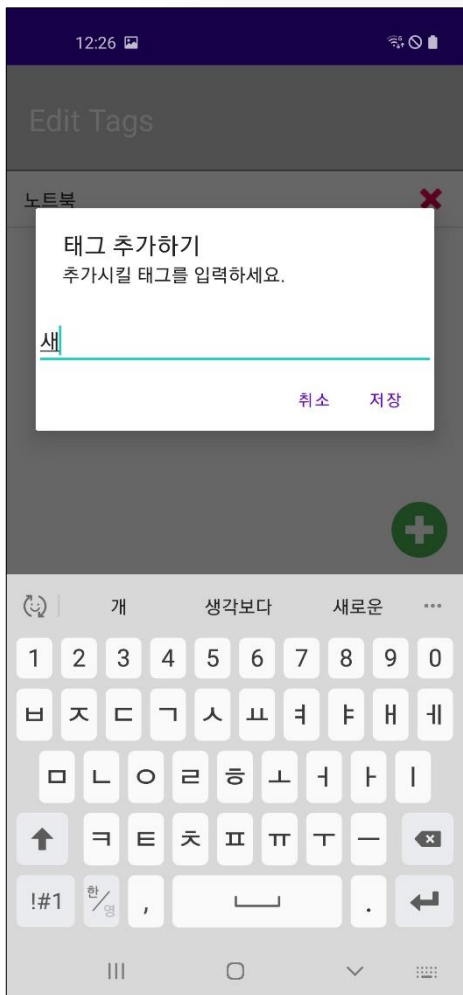 12:26
Edit Tags
노트북
태그 추가하기
추가시킬 태그를 입력하세요.
새
취소 저장
개 생각보다 새로운
1 2 3 4 5 6 7 8 9 0
ㅂ ㅈ ㄷ ㄱ ㅅ ㅛ ㅕ ㅑ ㅐ ㅔ
ㅁ ㄴ ㅇ ㄹ ㅎ ㅗ ㅓ ㅏ ㅣ
ㅋ ㅌ ㅊ ㅍ ㅠ ㅜ ㅡ
!#1 한/영 , .